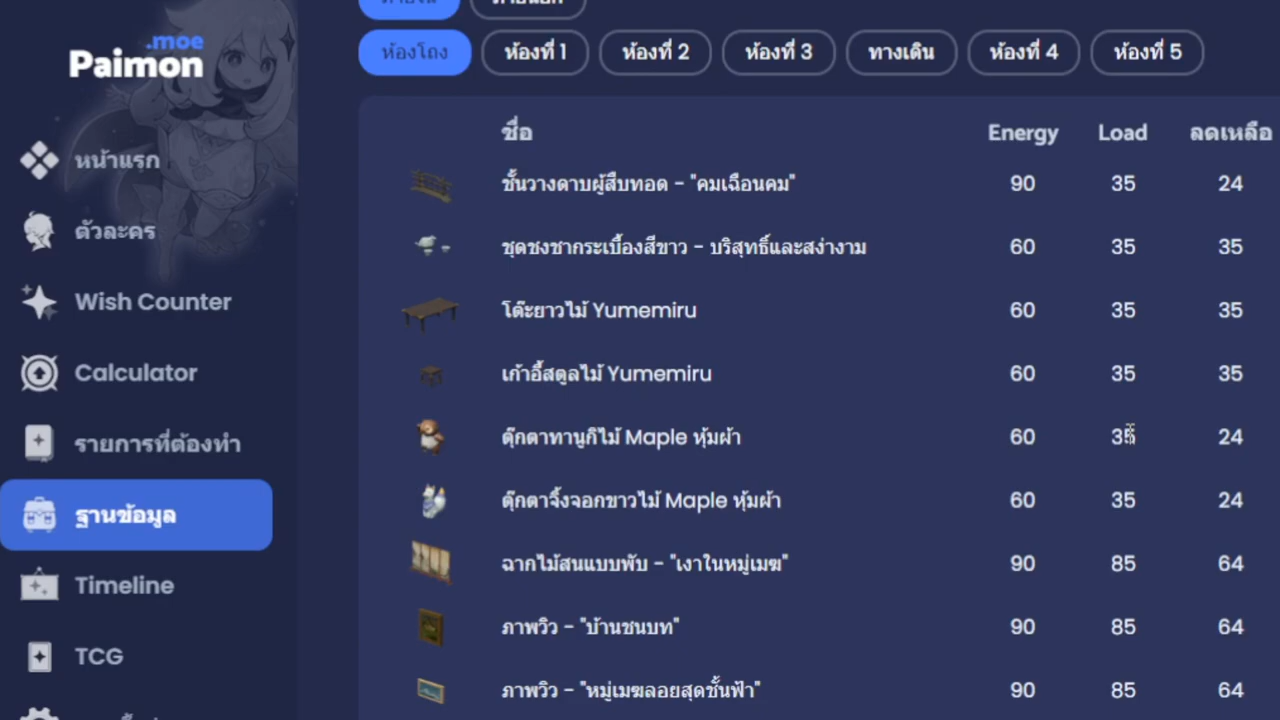 .moe
Paimon
หน้าแรก
ตัวละคร
Wish Counter
Calculator
รายการที่ต้องทำ
ฐานข้อมูล
Timeline
TCG
ห้องโถง ห้องที่ 1 ห้องที่ 2 ห้องที่ 3 ทางเดิน ห้องที่ 4 ห้องที่ 5
ชื่อ Energy Load ลดเหลือ
ชั้นวางดาบผู้สืบทอด - "คมเฉือนคม" 90 35 24
ชุดชงชากระเบื้องสีขาว - บริสุทธิ์และสง่างาม 60 35 35
โต๊ะยาวไม้ Yumemiru 60 35 35
เก้าอี้สตูลไม้ Yumemiru 60 35 35
ตุ๊กตาทานูกิไม้ Maple หุ้มผ้า 60 35 24
ตุ๊กตาจิ้งจอกขาวไม้ Maple หุ้มผ้า 60 35 24
ฉากไม้สนแบบพับ - "เงาในหมู่เมฆ" 90 85 64
ภาพวิว - "บ้านชนบท" 90 85 64
ภาพวิว - "หมู่เมฆลอยสุดชั้นฟ้า" 90 85 64